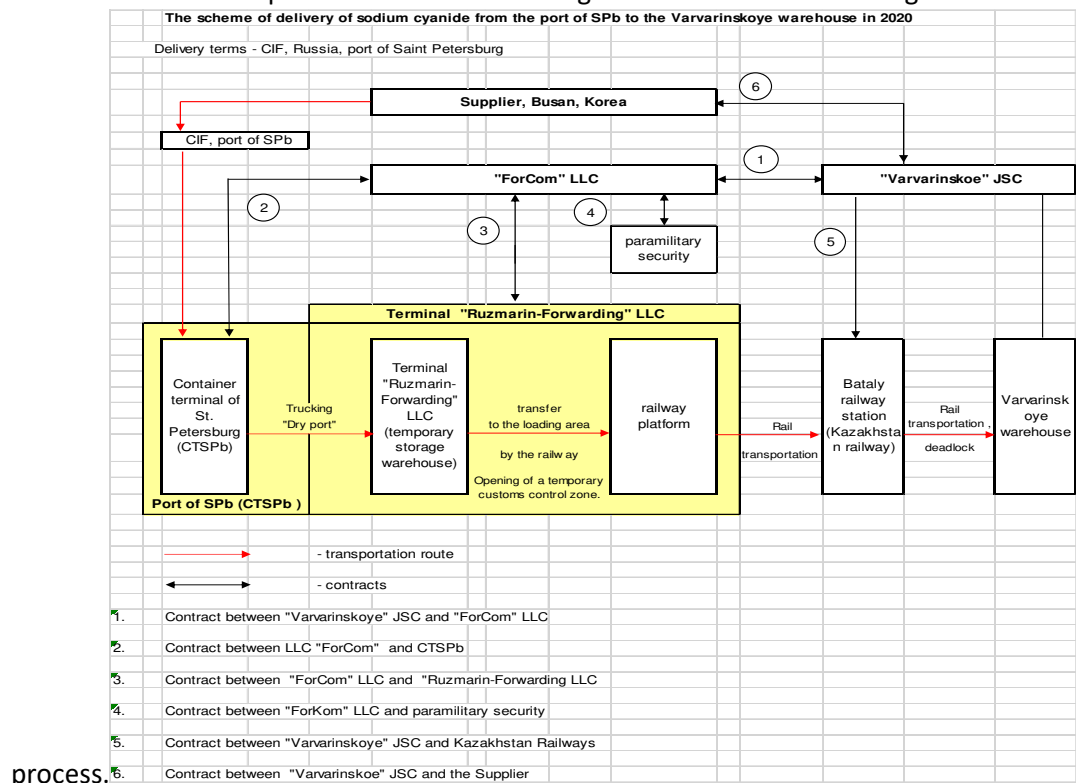 The scheme of delivery of sodium cyanide from the port of SPb to the Varvarinskoye warehouse in 2020
Delivery terms - CIF, Russia, port of Saint Petersburg
6
Supplier, Busan, Korea
CIF, port of SPb
1
"ForCom" LLC
"Varvarinskoe" JSC
2
4
3
paramilitary
security
5
Terminal "Ruzmarin-Forwarding" LLC
Container
terminal of
St.
Petersburg
(CTSPb)
Trucking
"Dry port"
Terminal
"Ruzmarin-
Forwarding"
LLC
(temporary
storage
warehouse)
transfer
to the loading area
by the railway
Opening of a temporary
customs control zone.
railway
platform
Rail
transportation
Bataly
railway
station
(Kazakhsta
n railway)
Rail
transportation ,
deadlock
Varvarinsk
oye
warehouse
Port of SPb (CTSPb )
- transportation route
- contracts
1. Contract between "Varvarinskoye" JSC and "ForCom" LLC
2. Contract between LLC "ForCom" and CTSPb
3. Contract between "ForCom" LLC and "Ruzmarin-Forwarding LLC
4. Contract between "ForKom" LLC and paramilitary security
5. Contract between "Varvarinskoye" JSC and Kazakhstan Railways
process. 6. Contract between "Varvarinskoe" JSC and the Supplier